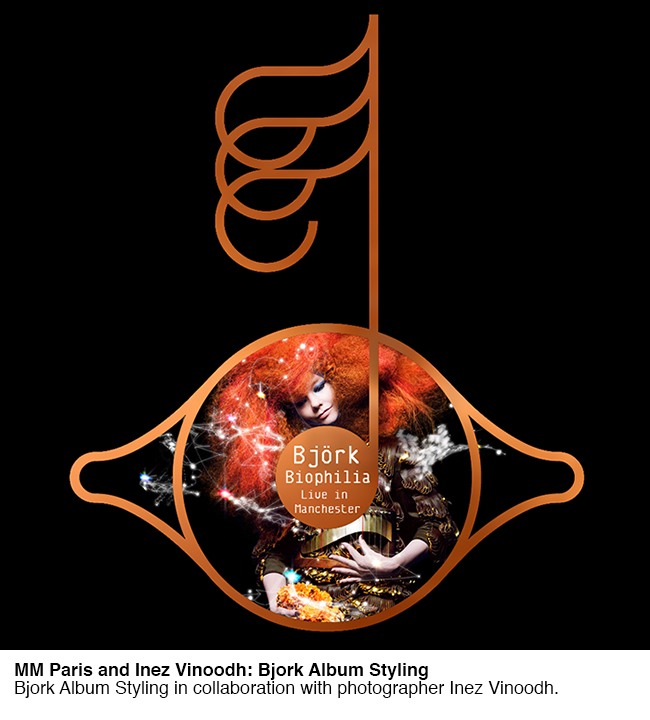 Björk
Biophilia
Live in
Manchester
MM Paris and Inez Vinoodh: Bjork Album Styling
Bjork Album Styling in collaboration with photographer Inez Vinoodh.